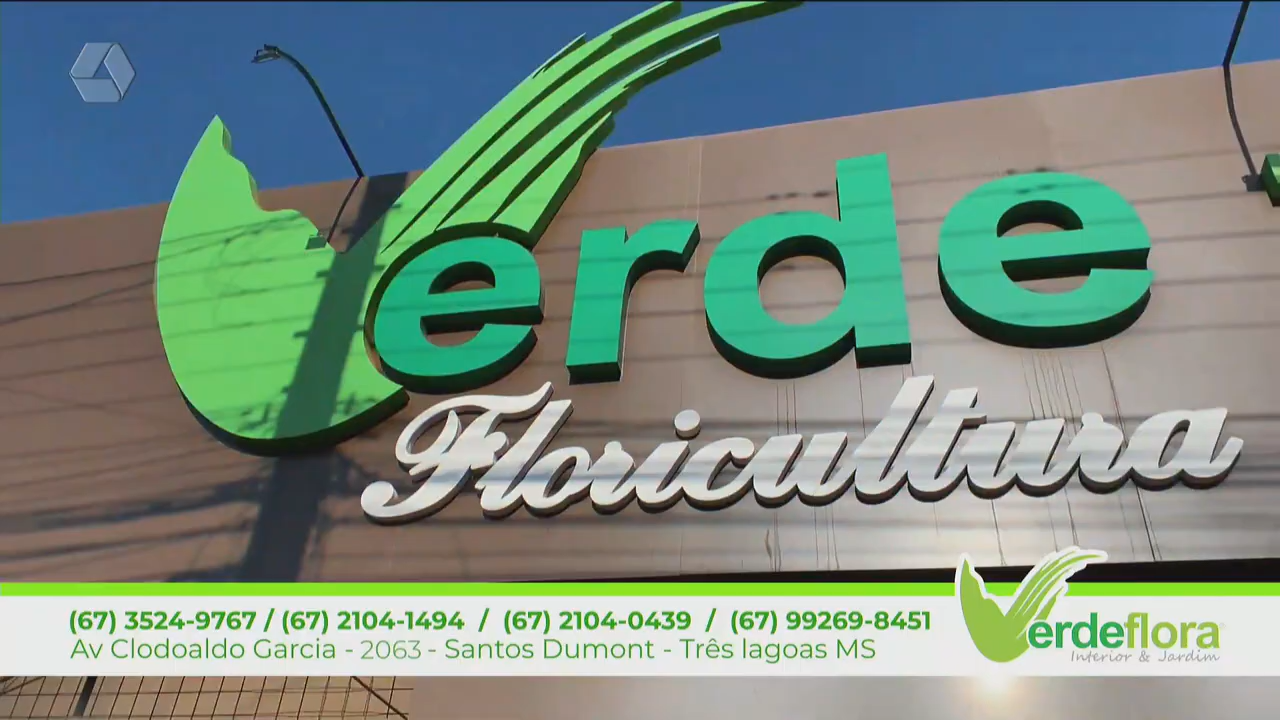 Verde
Floricultura
(67) 3524-9767 / (67) 2104-1494 / (67) 2104-0439 / (67) 99269-8451
Av Clodoaldo Garcia - 2063 - Santos Dumont - Três lagoas MS
Verdeflora
Interior & Jardim